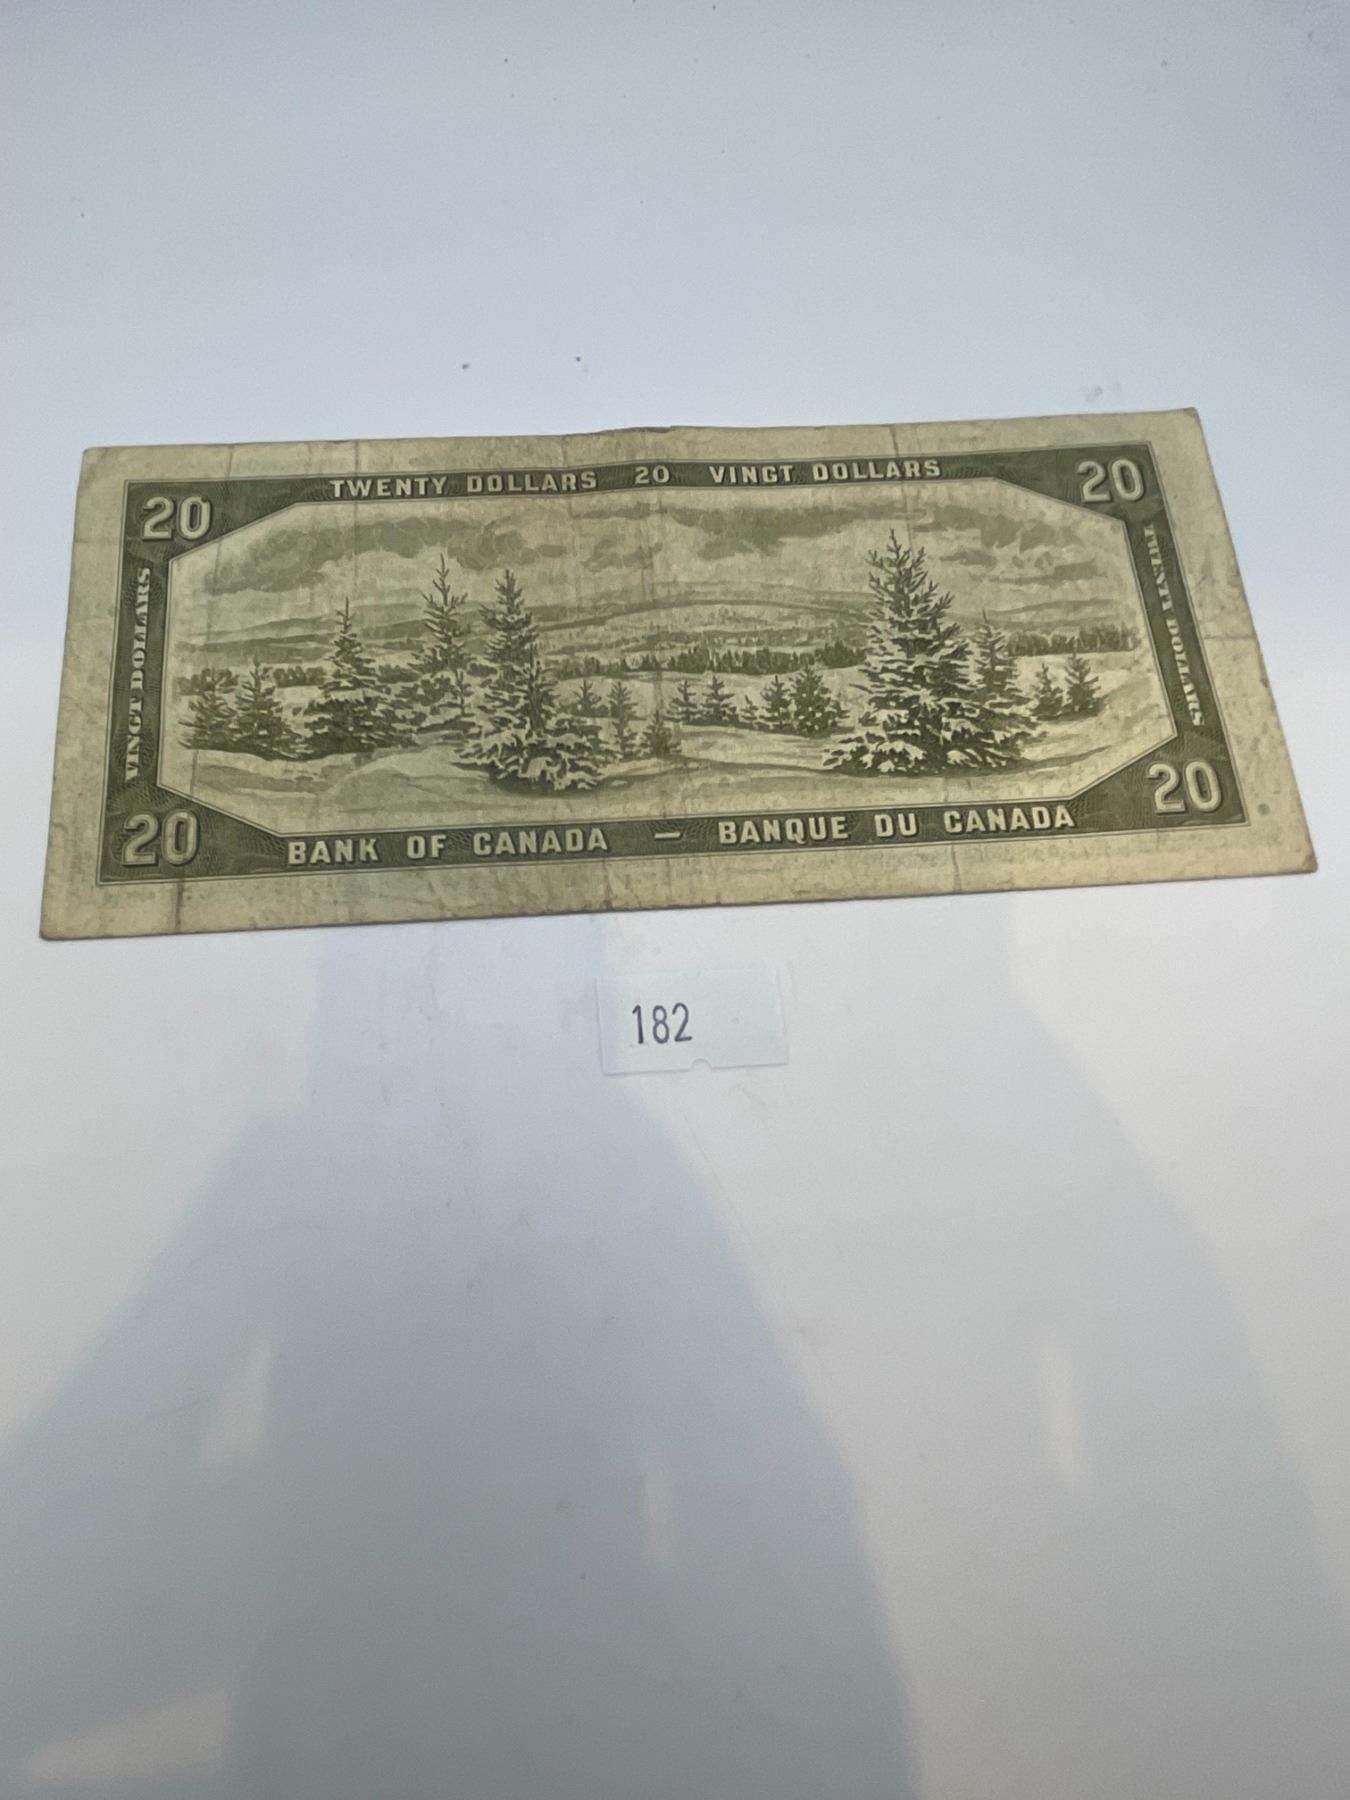 TWENTY DOLLARS 20 VINGT DOLLARS
20
20
VINGT DOLLARS
TWENTY DOLLARS
20
20
BANK OF CANADA — BANQUE DU CANADA
182